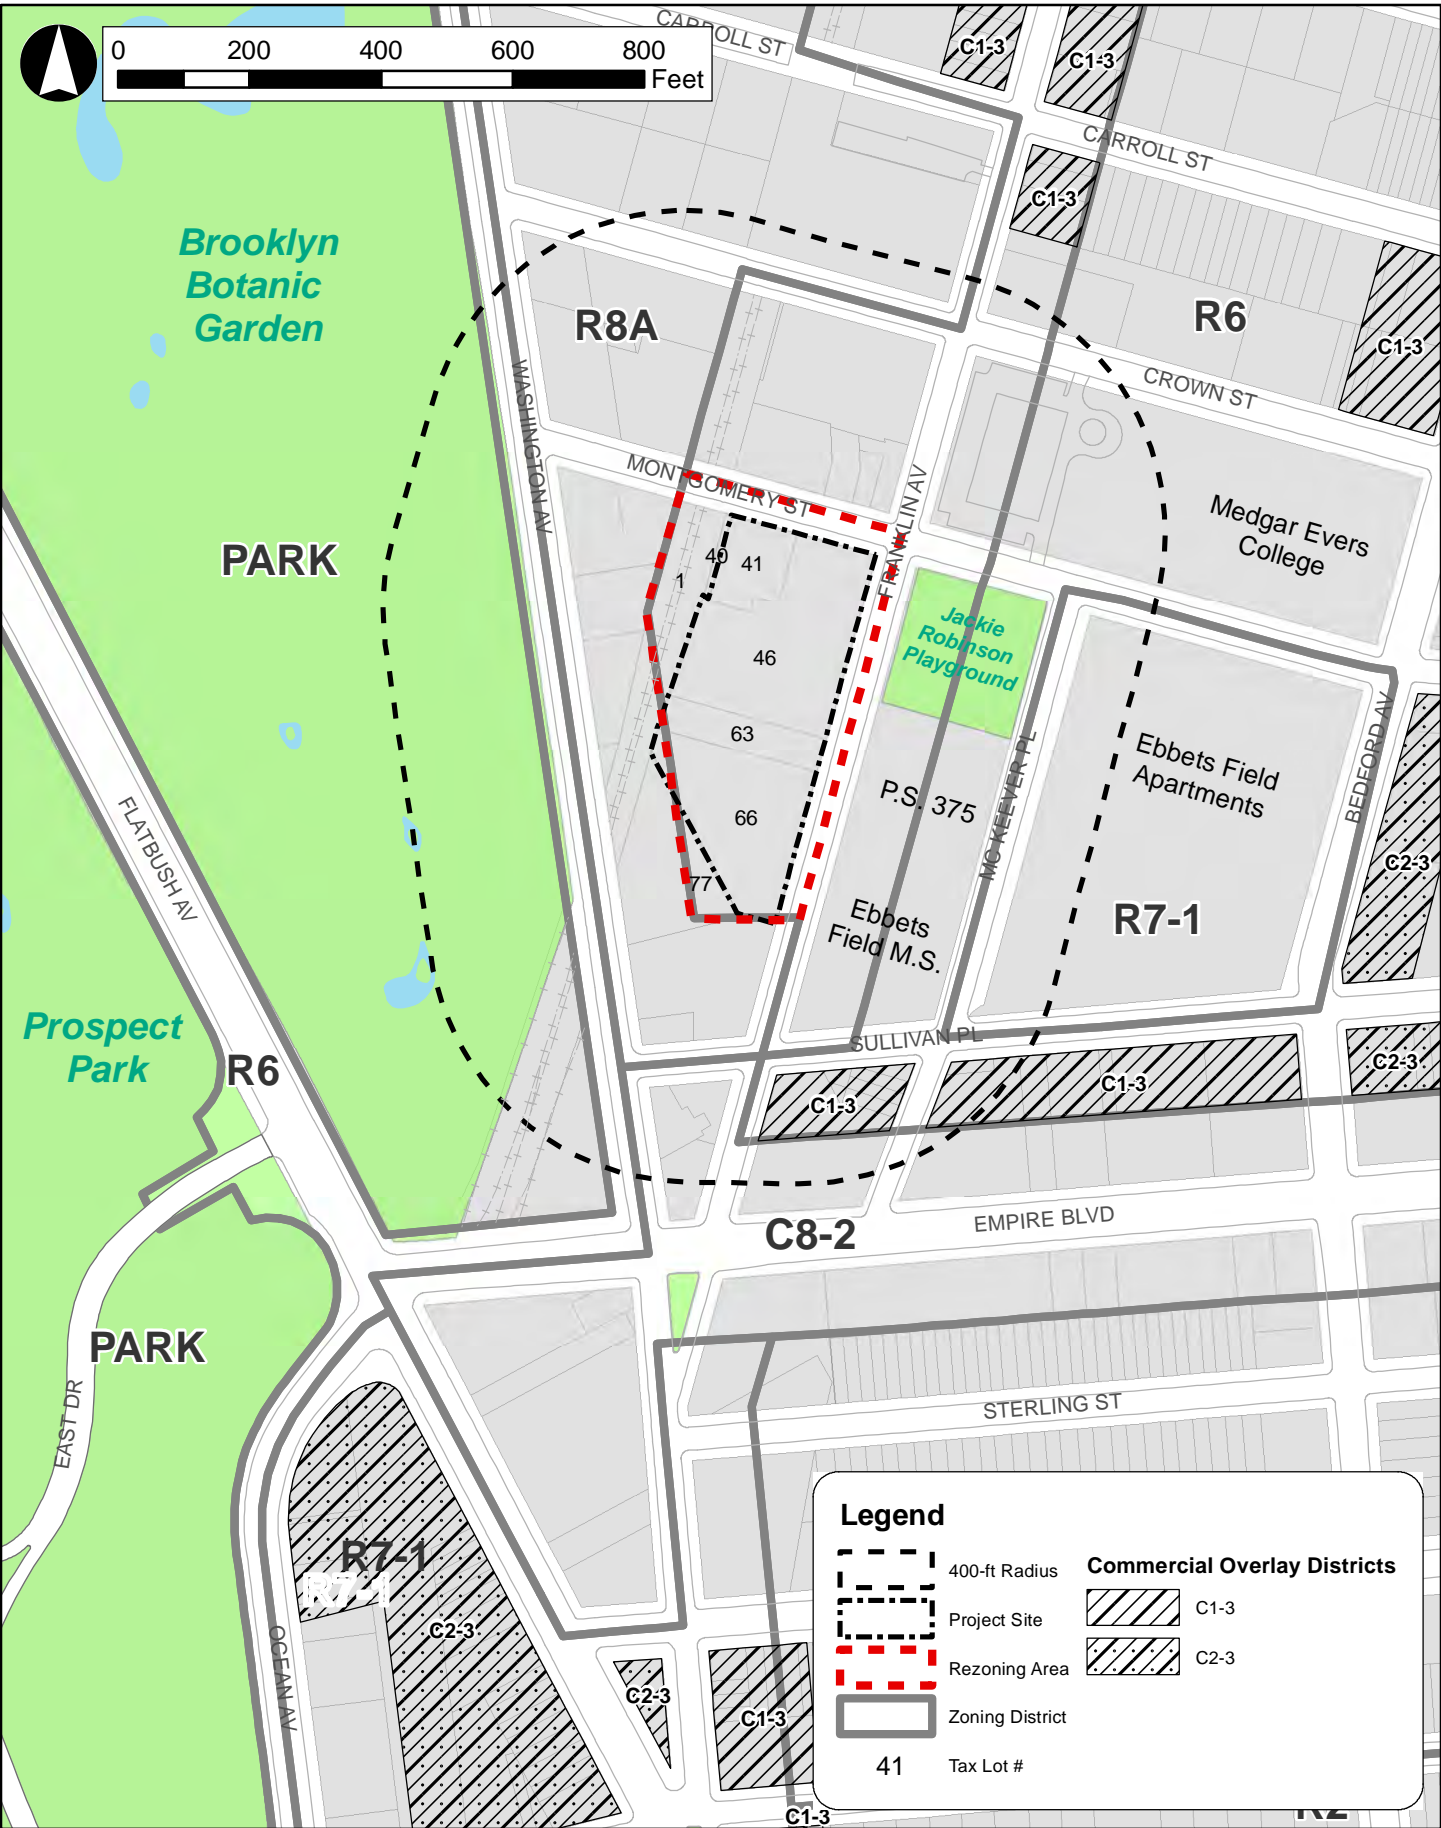 0 200 400 600 800
Feet
CARROLL ST
C1-3
C1-3
CARROLL ST
C1-3
Brooklyn
Botanic
Garden
R8A
R6
C1-3
CROWN ST
WASHINGTON AV
MONTGOMERY ST
FRANKLIN AV
Medgar Evers
College
PARK
40
41
1
Jackie
Robinson
Playground
46
63
66
77
P.S. 375
MC KEEVER PL
Ebbets Field
Apartments
BEDFORD AV
C2-3
FLATBUSH AV
Ebbets
Field M.S.
R7-1
Prospect
Park
R6
SULLIVAN PL
C1-3
C1-3
C2-3
C8-2
EMPIRE BLVD
PARK
EAST DR
STERLING ST
R7-1
R7-1
C2-3
OCEAN AV
C2-3
C1-3
C1-3
Legend
400-ft Radius
Project Site
Rezoning Area
Zoning District
41 Tax Lot #
Commercial Overlay Districts
C1-3
C2-3
R2